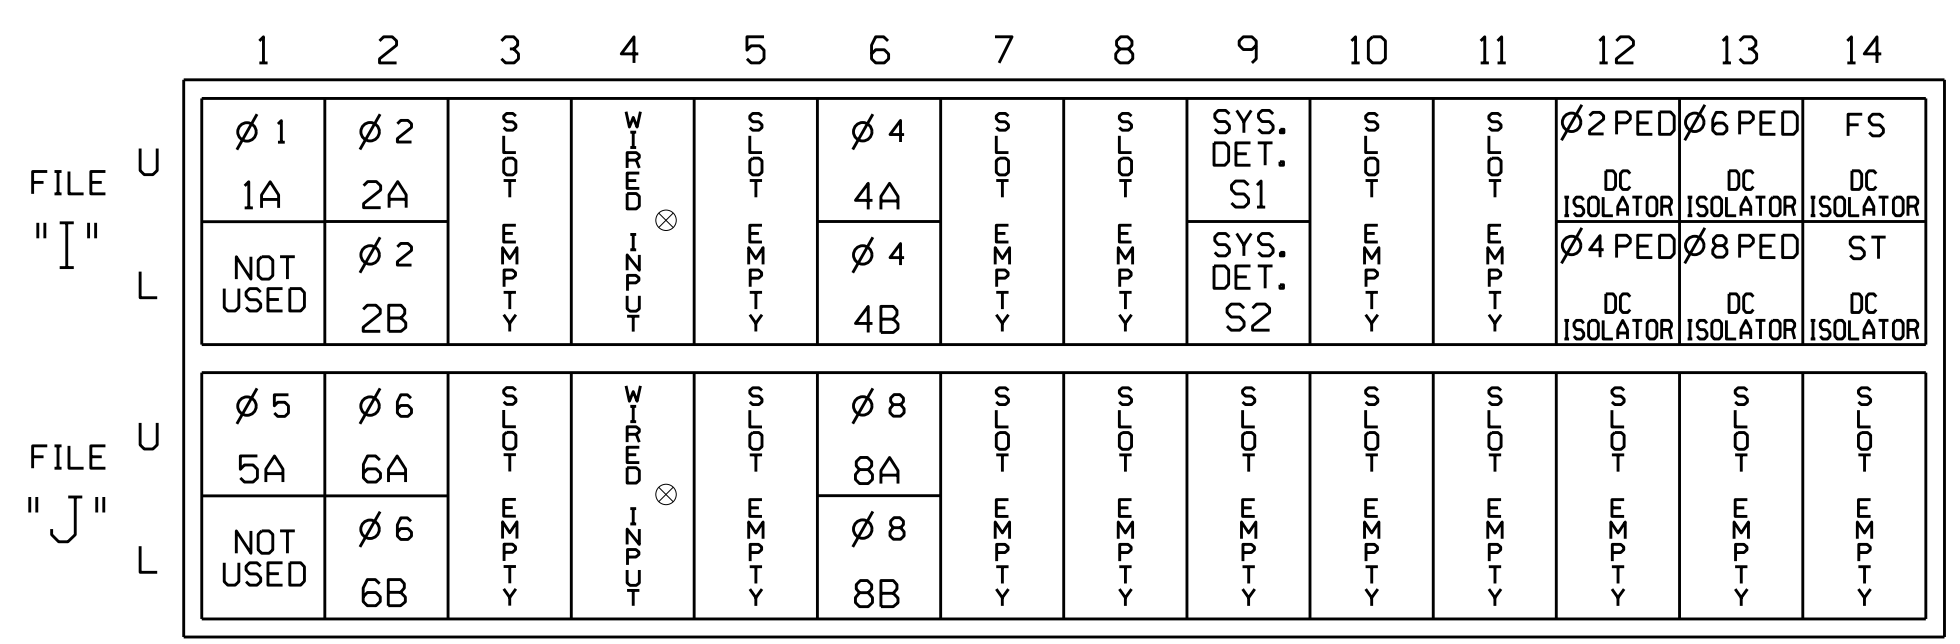 1 2 3 4 5 6 7 8 9 10 11 12 13 14
FILE "I"
U
L
Ø 1
1A
NOT
USED
Ø 2
2A
Ø 2
2B
SLOT EMPTY
WIRED INPUT
SLOT EMPTY
Ø 4
4A
Ø 4
4B
SLOT EMPTY
SLOT EMPTY
SYS.
DET.
S1
SYS.
DET.
S2
SLOT EMPTY
SLOT EMPTY
Ø2 PED
DC
ISOLATOR
Ø4 PED
DC
ISOLATOR
Ø6 PED
DC
ISOLATOR
Ø8 PED
DC
ISOLATOR
FS
DC
ISOLATOR
ST
DC
ISOLATOR
FILE "J"
U
L
Ø 5
5A
NOT
USED
Ø 6
6A
Ø 6
6B
SLOT EMPTY
WIRED INPUT
SLOT EMPTY
Ø 8
8A
Ø 8
8B
SLOT EMPTY
SLOT EMPTY
SLOT EMPTY
SLOT EMPTY
SLOT EMPTY
SLOT EMPTY
SLOT EMPTY
SLOT EMPTY